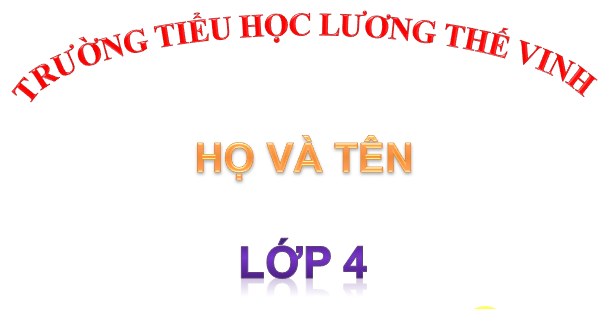 TRƯỜNG TIỂU HỌC LƯƠNG THẾ VINH
HỌ VÀ TÊN
LỚP 4